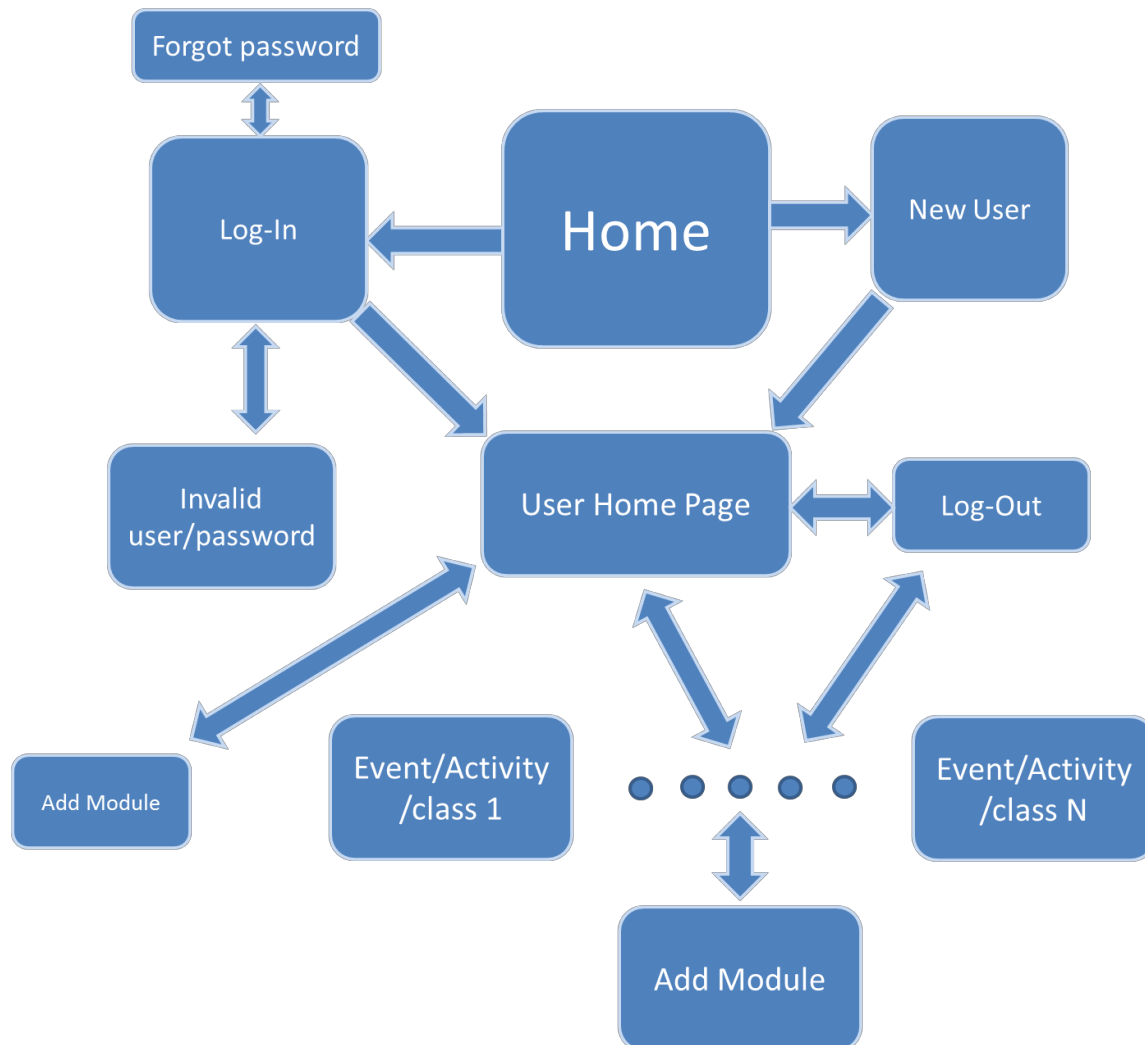 Forgot password
Home
New User
Log-In
Invalid
user/password
User Home Page
Log-Out
Add Module
Event/Activity
/class 1
Event/Activity
/class N
Add Module